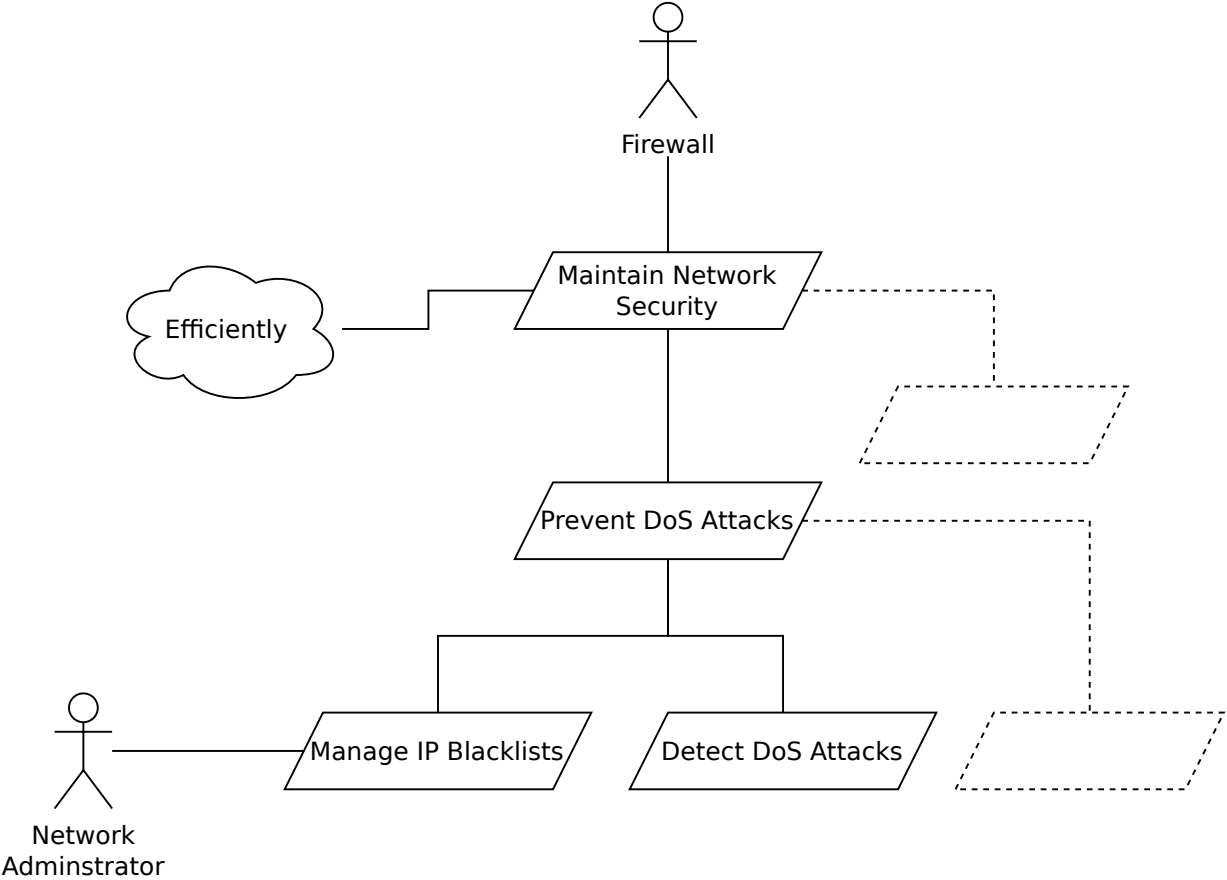 Firewall
Maintain Network
Security
Efficiently
Prevent DoS Attacks
Manage IP Blacklists
Detect DoS Attacks
Network
Adminstrator